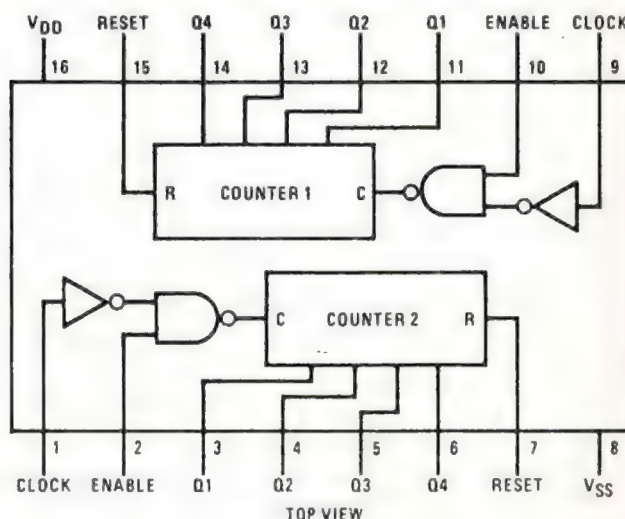 VDD RESET Q4 Q3 Q2 Q1 ENABLE CLOCK
16 15 14 13 12 11 10 9
R COUNTER 1 C
C COUNTER 2 R
1 2 3 4 5 6 7 8
CLOCK ENABLE Q1 Q2 Q3 Q4 RESET VSS
TOP VIEW